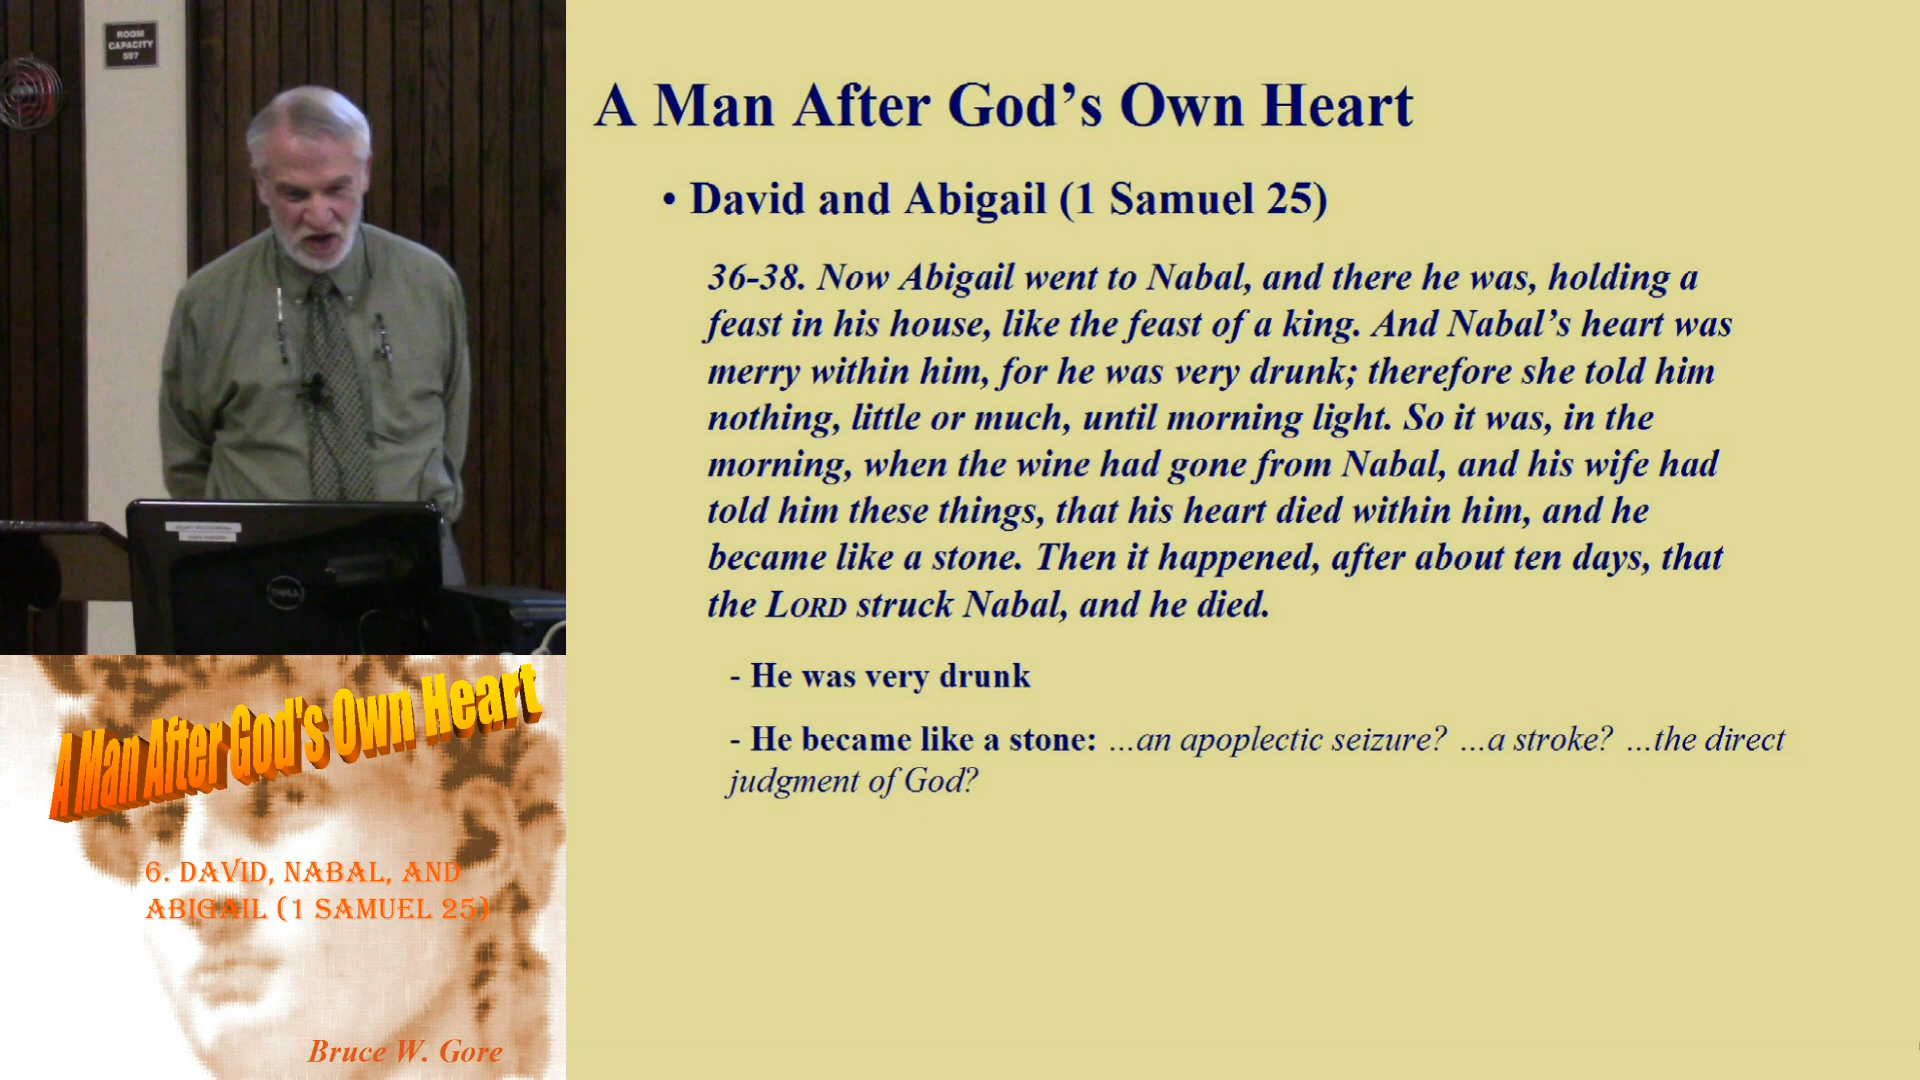 ROOM
CAPACITY
597
A Man After God’s Own Heart
• David and Abigail (1 Samuel 25)
36-38. Now Abigail went to Nabal, and there he was, holding a
feast in his house, like the feast of a king. And Nabal’s heart was
merry within him, for he was very drunk; therefore she told him
nothing, little or much, until morning light. So it was, in the
morning, when the wine had gone from Nabal, and his wife had
told him these things, that his heart died within him, and he
became like a stone. Then it happened, after about ten days, that
the LORD struck Nabal, and he died.
- He was very drunk
- He became like a stone: ...an apoplectic seizure? ...a stroke? ...the direct
judgment of God?
DELL
A Man After God's Own Heart
6. DAVID, NABAL, AND
ABIGAIL (1 SAMUEL 25)
Bruce W. Gore